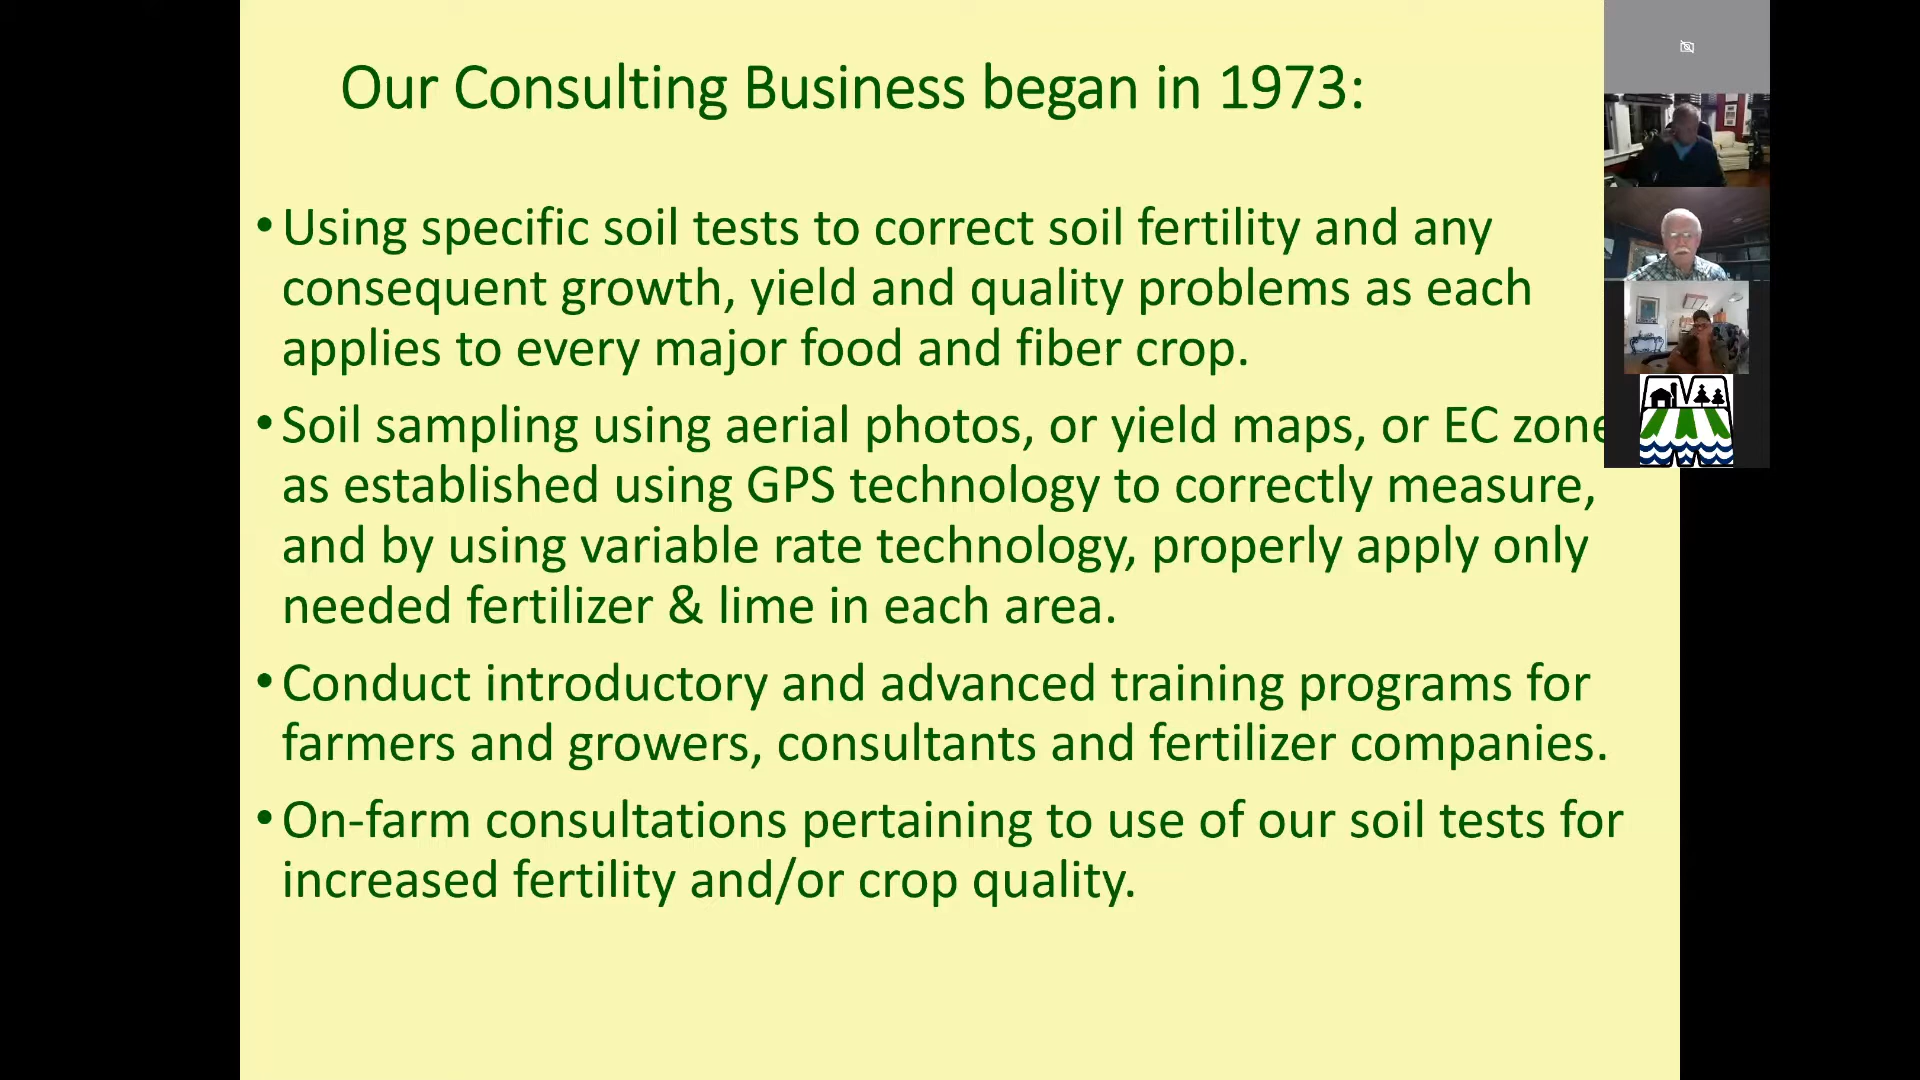 Our Consulting Business began in 1973:
• Using specific soil tests to correct soil fertility and any
consequent growth, yield and quality problems as each
applies to every major food and fiber crop.
• Soil sampling using aerial photos, or yield maps, or EC zone
as established using GPS technology to correctly measure,
and by using variable rate technology, properly apply only
needed fertilizer & lime in each area.
• Conduct introductory and advanced training programs for
farmers and growers, consultants and fertilizer companies.
• On-farm consultations pertaining to use of our soil tests for
increased fertility and/or crop quality.